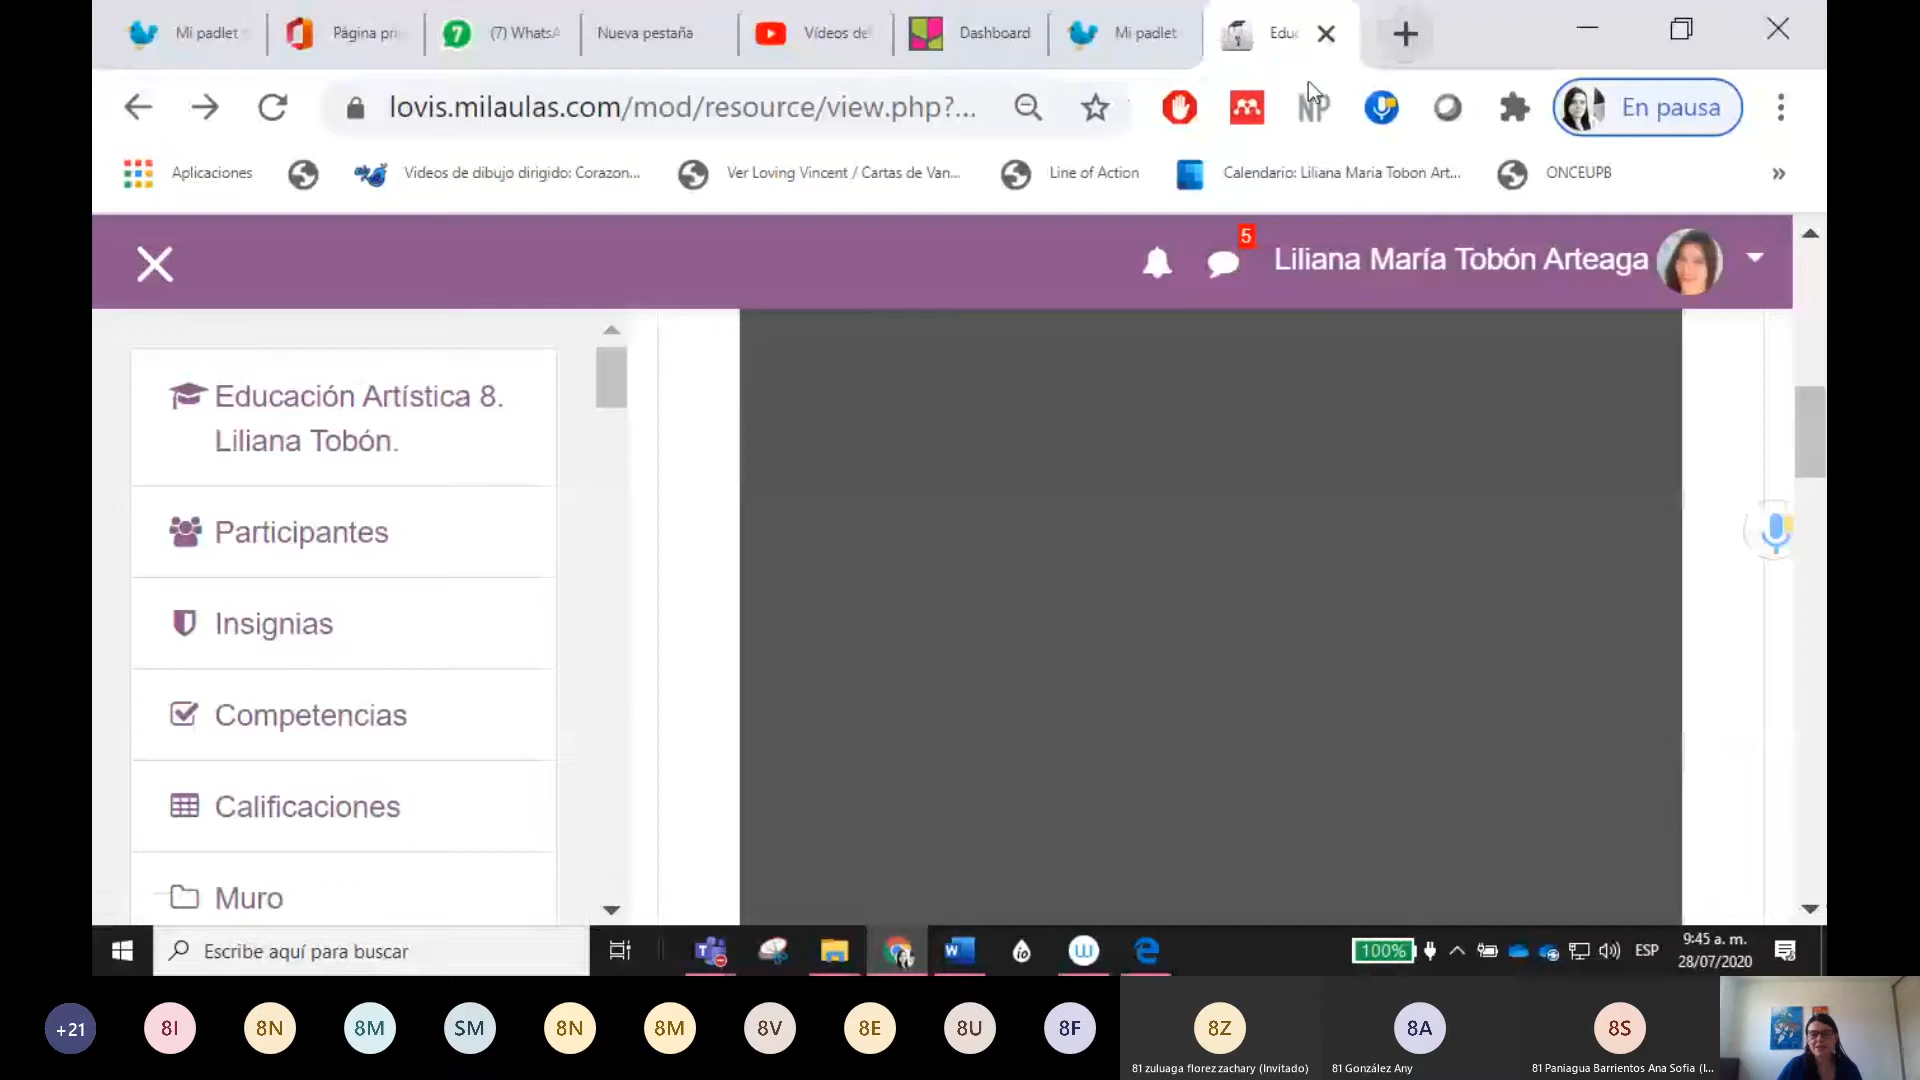 Mi padlet
Página pri
7
(7) WhatsA
Nueva pestaña
Vídeos de
Dashboard
Mi padlet
Educ
lovis.milaulas.com/mod/resource/view.php?...
NP
En pausa
Aplicaciones
Videos de dibujo dirigido: Corazon...
Ver Loving Vincent / Cartas de Van...
Line of Action
Calendario: Liliana Maria Tobon Art...
ONCEUPB
»
5
Liliana María Tobón Arteaga
Educación Artística 8.
Liliana Tobón.
Participantes
Insignias
Competencias
Calificaciones
Muro
Escribe aquí para buscar
100%
ESP
9:45 a. m.
28/07/2020
+21
8I
8N
8M
SM
8N
8M
8V
8E
8U
8F
8Z
8A
8S
81 zuluaga florez zachary (Invitado)
81 González Any
81 Paniagua Barrientos Ana Sofia (I...